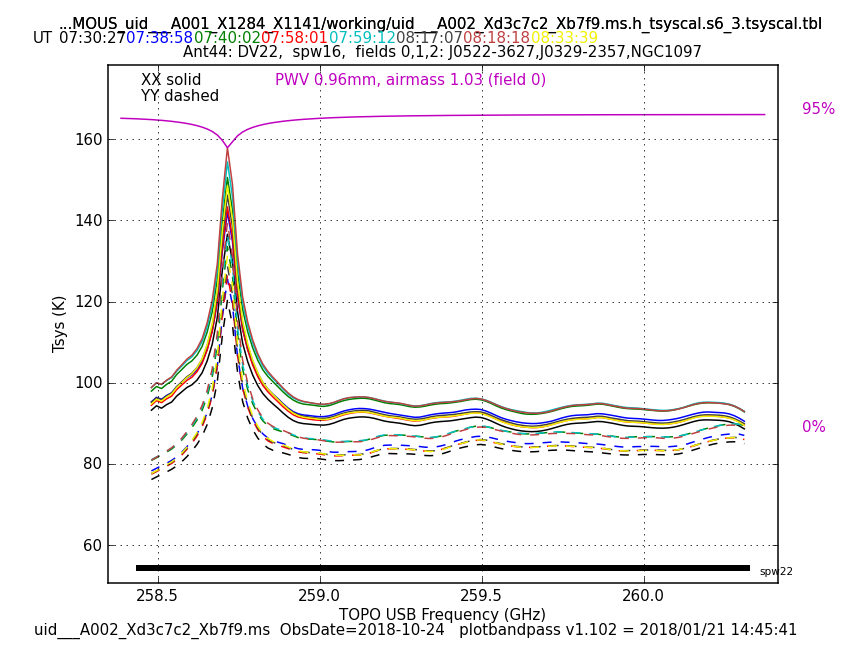 ...MOUS_uid___A001_X1284_X1141/working/uid___A002_Xd3c7c2_Xb7f9.ms.h_tsyscal.s6_3.tsyscal.tbl
UT 07:30:27 07:38:58 07:40:02 07:58:01 07:59:12 08:17:07 08:18:18 08:33:39
Ant44: DV22, spw16, fields 0,1,2: J0522-3627,J0329-2357,NGC1097
XX solid
PWV 0.96mm, airmass 1.03 (field 0)
YY dashed
95%
160
140
120
100
80
60
Tsys (K)
0%
spw22
258.5 259.0 259.5 260.0
TOPO USB Frequency (GHz)
uid___A002_Xd3c7c2_Xb7f9.ms ObsDate=2018-10-24 plotbandpass v1.102 = 2018/01/21 14:45:41